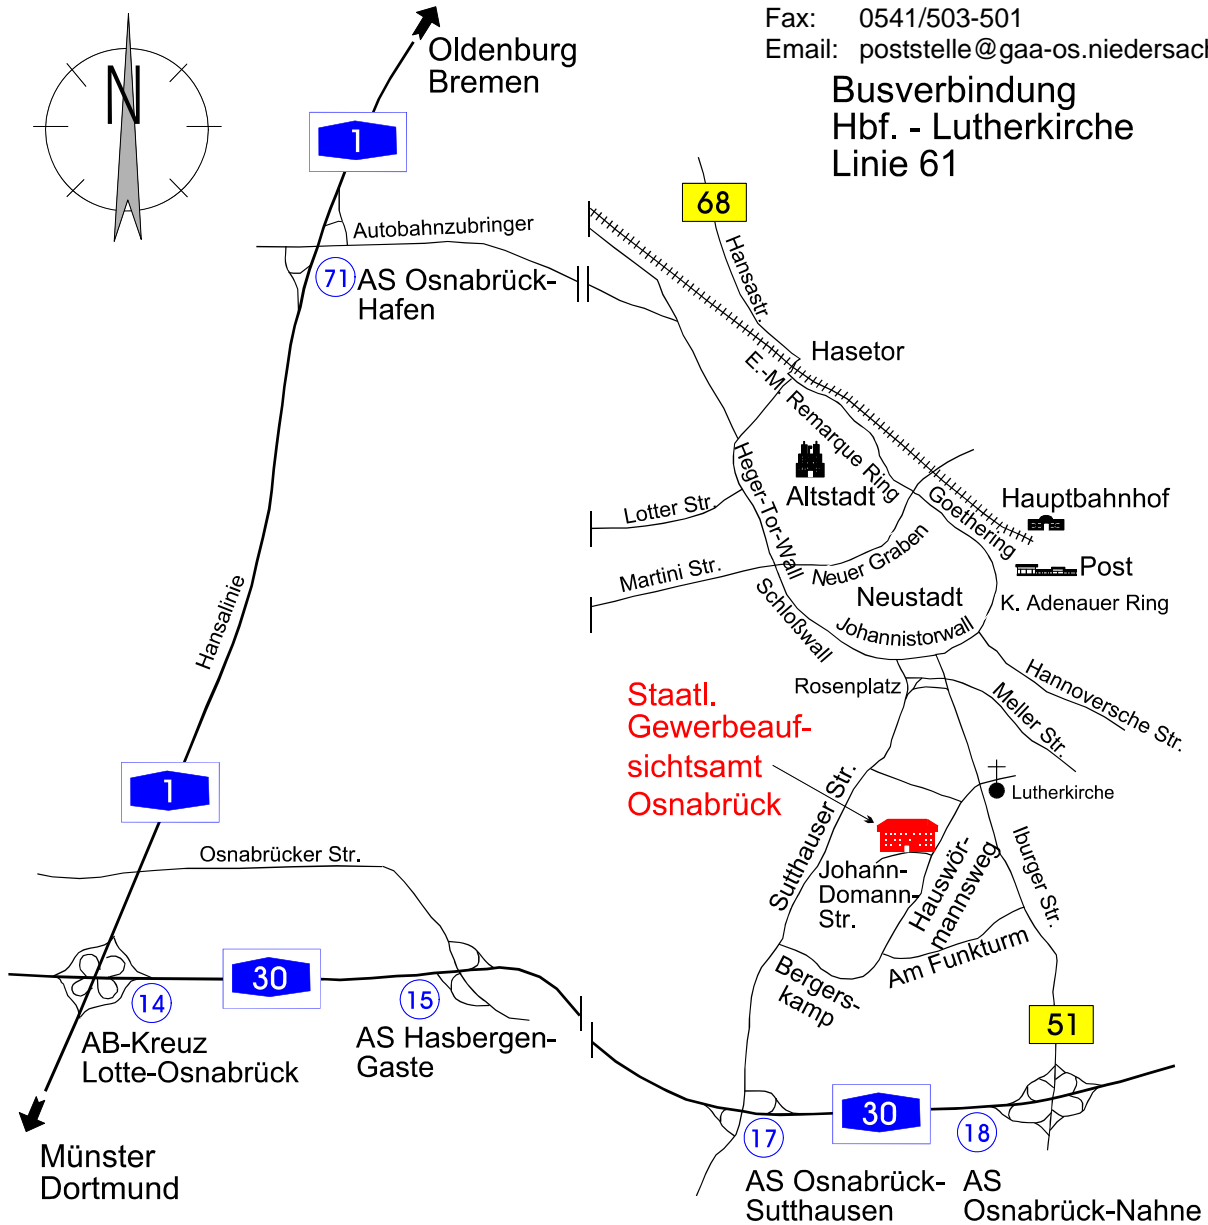 Fax: 0541/503-501
Email: poststelle@gaa-os.niedersach
Busverbindung
Hbf. - Lutherkirche
Linie 61
N
Oldenburg
Bremen
1
68
Autobahnzubringer
Hansastr.
71
AS Osnabrück-
Hafen
Hasetor
E.-M. Remarque Ring
Heger-Tor-Wall
Altstadt
Goethering
Hauptbahnhof
Lotter Str.
Neuer Graben
Post
Martini Str.
Neustadt
K. Adenauer Ring
Schloßwall
Johannistorwall
Hansalinie
Rosenplatz
Hannoversche Str.
Meller Str.
Staatl.
Gewerbeauf-
sichtsamt
Osnabrück
1
Lutherkirche
Sutthauser Str.
Osnabrücker Str.
Johann-
Domann-
Str.
Hauswör-
mannsweg
Iburger Str.
Am Funkturm
Bergers-
kamp
30
14
15
AB-Kreuz
Lotte-Osnabrück
AS Hasbergen-
Gaste
51
30
17
18
AS Osnabrück-
Sutthausen
AS
Osnabrück-Nahne
Münster
Dortmund